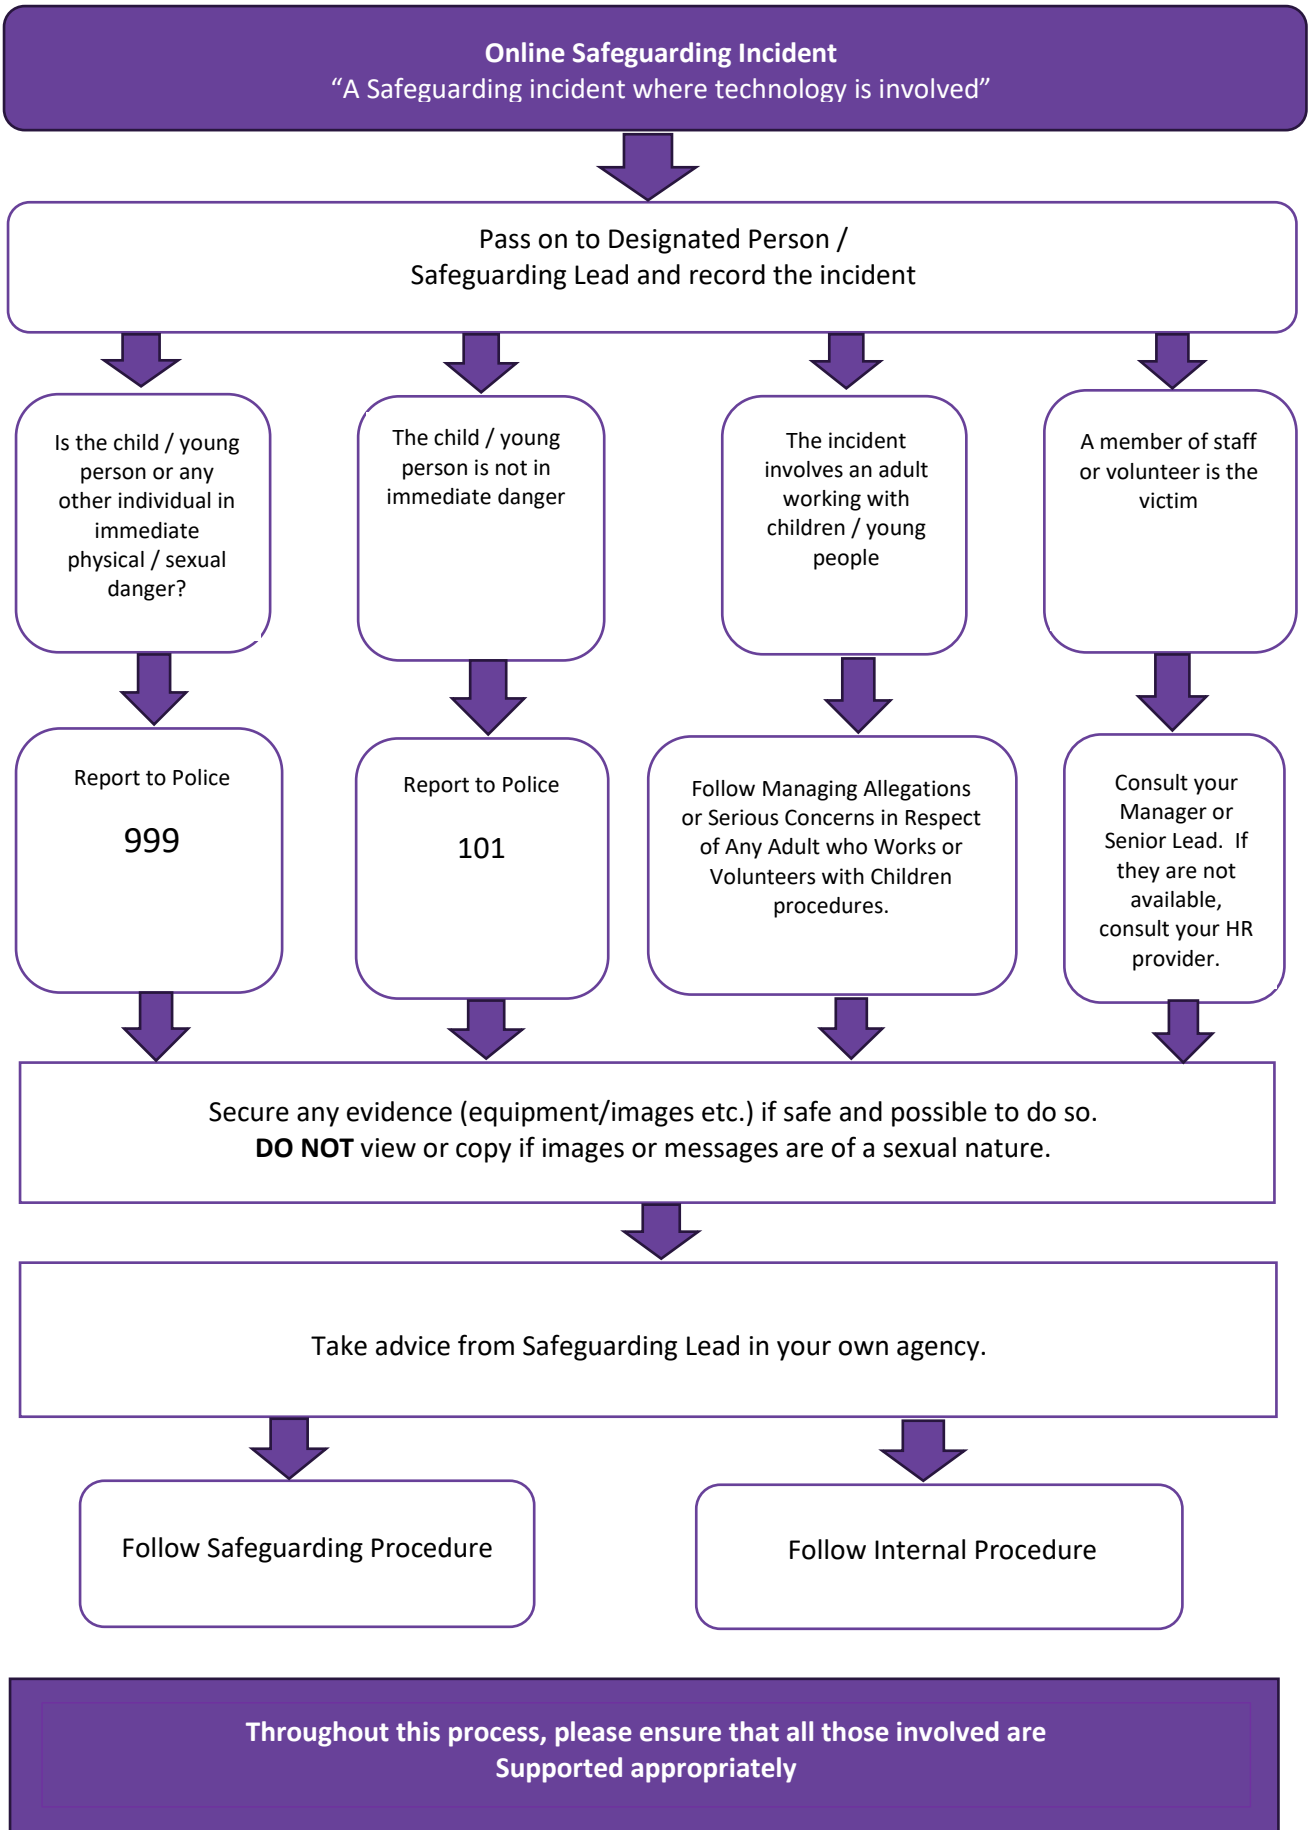 Online Safeguarding Incident
“A Safeguarding incident where technology is involved”
Pass on to Designated Person /
Safeguarding Lead and record the incident
Is the child / young
person or any
other individual in
immediate
physical / sexual
danger?
The child / young
person is not in
immediate danger
The incident
involves an adult
working with
children / young
people
A member of staff
or volunteer is the
victim
Report to Police
999
Report to Police
101
Follow Managing Allegations
or Serious Concerns in Respect
of Any Adult who Works or
Volunteers with Children
procedures.
Consult your
Manager or
Senior Lead.  If
they are not
available,
consult your HR
provider.
Secure any evidence (equipment/images etc.) if safe and possible to do so.
DO NOT view or copy if images or messages are of a sexual nature.
Take advice from Safeguarding Lead in your own agency.
Follow Safeguarding Procedure
Follow Internal Procedure
Throughout this process, please ensure that all those involved are
Supported appropriately